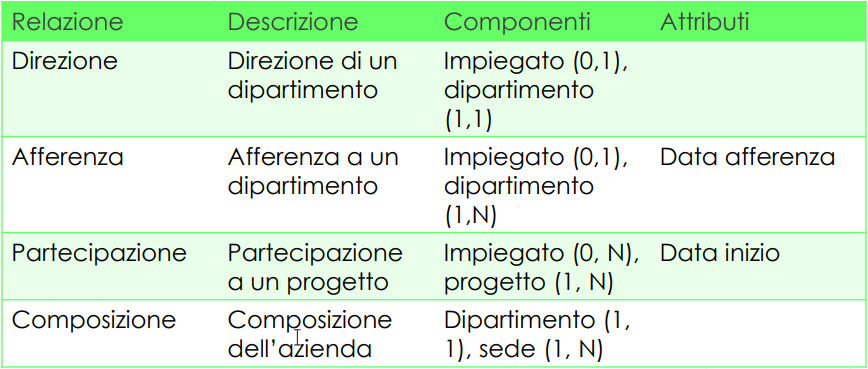 Relazione Descrizione Componenti Attributi
Direzione Direzione di un Impiegato (0,1),
dipartimento dipartimento
(1,1)
Afferenza Afferenza a un Impiegato (0,1), Data afferenza
dipartimento dipartimento
(1,N)
Partecipazione Partecipazione Impiegato (0, N), Data inizio
a un progetto progetto (1, N)
Composizione Composizione Dipartimento (1,
dell'azienda 1), sede (1, N)